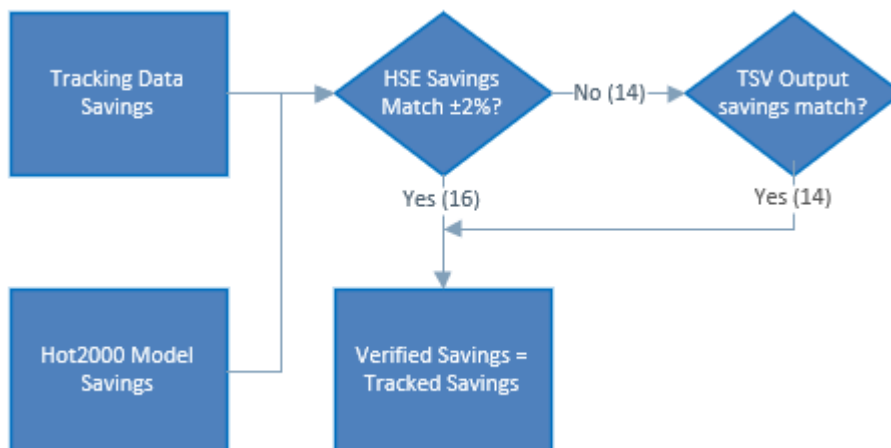 Tracking Data
Savings
HSE Savings
Match ±2%?
No (14)
TSV Output
savings match?
Yes (16)
Yes (14)
Hot2000 Model
Savings
Verified Savings =
Tracked Savings